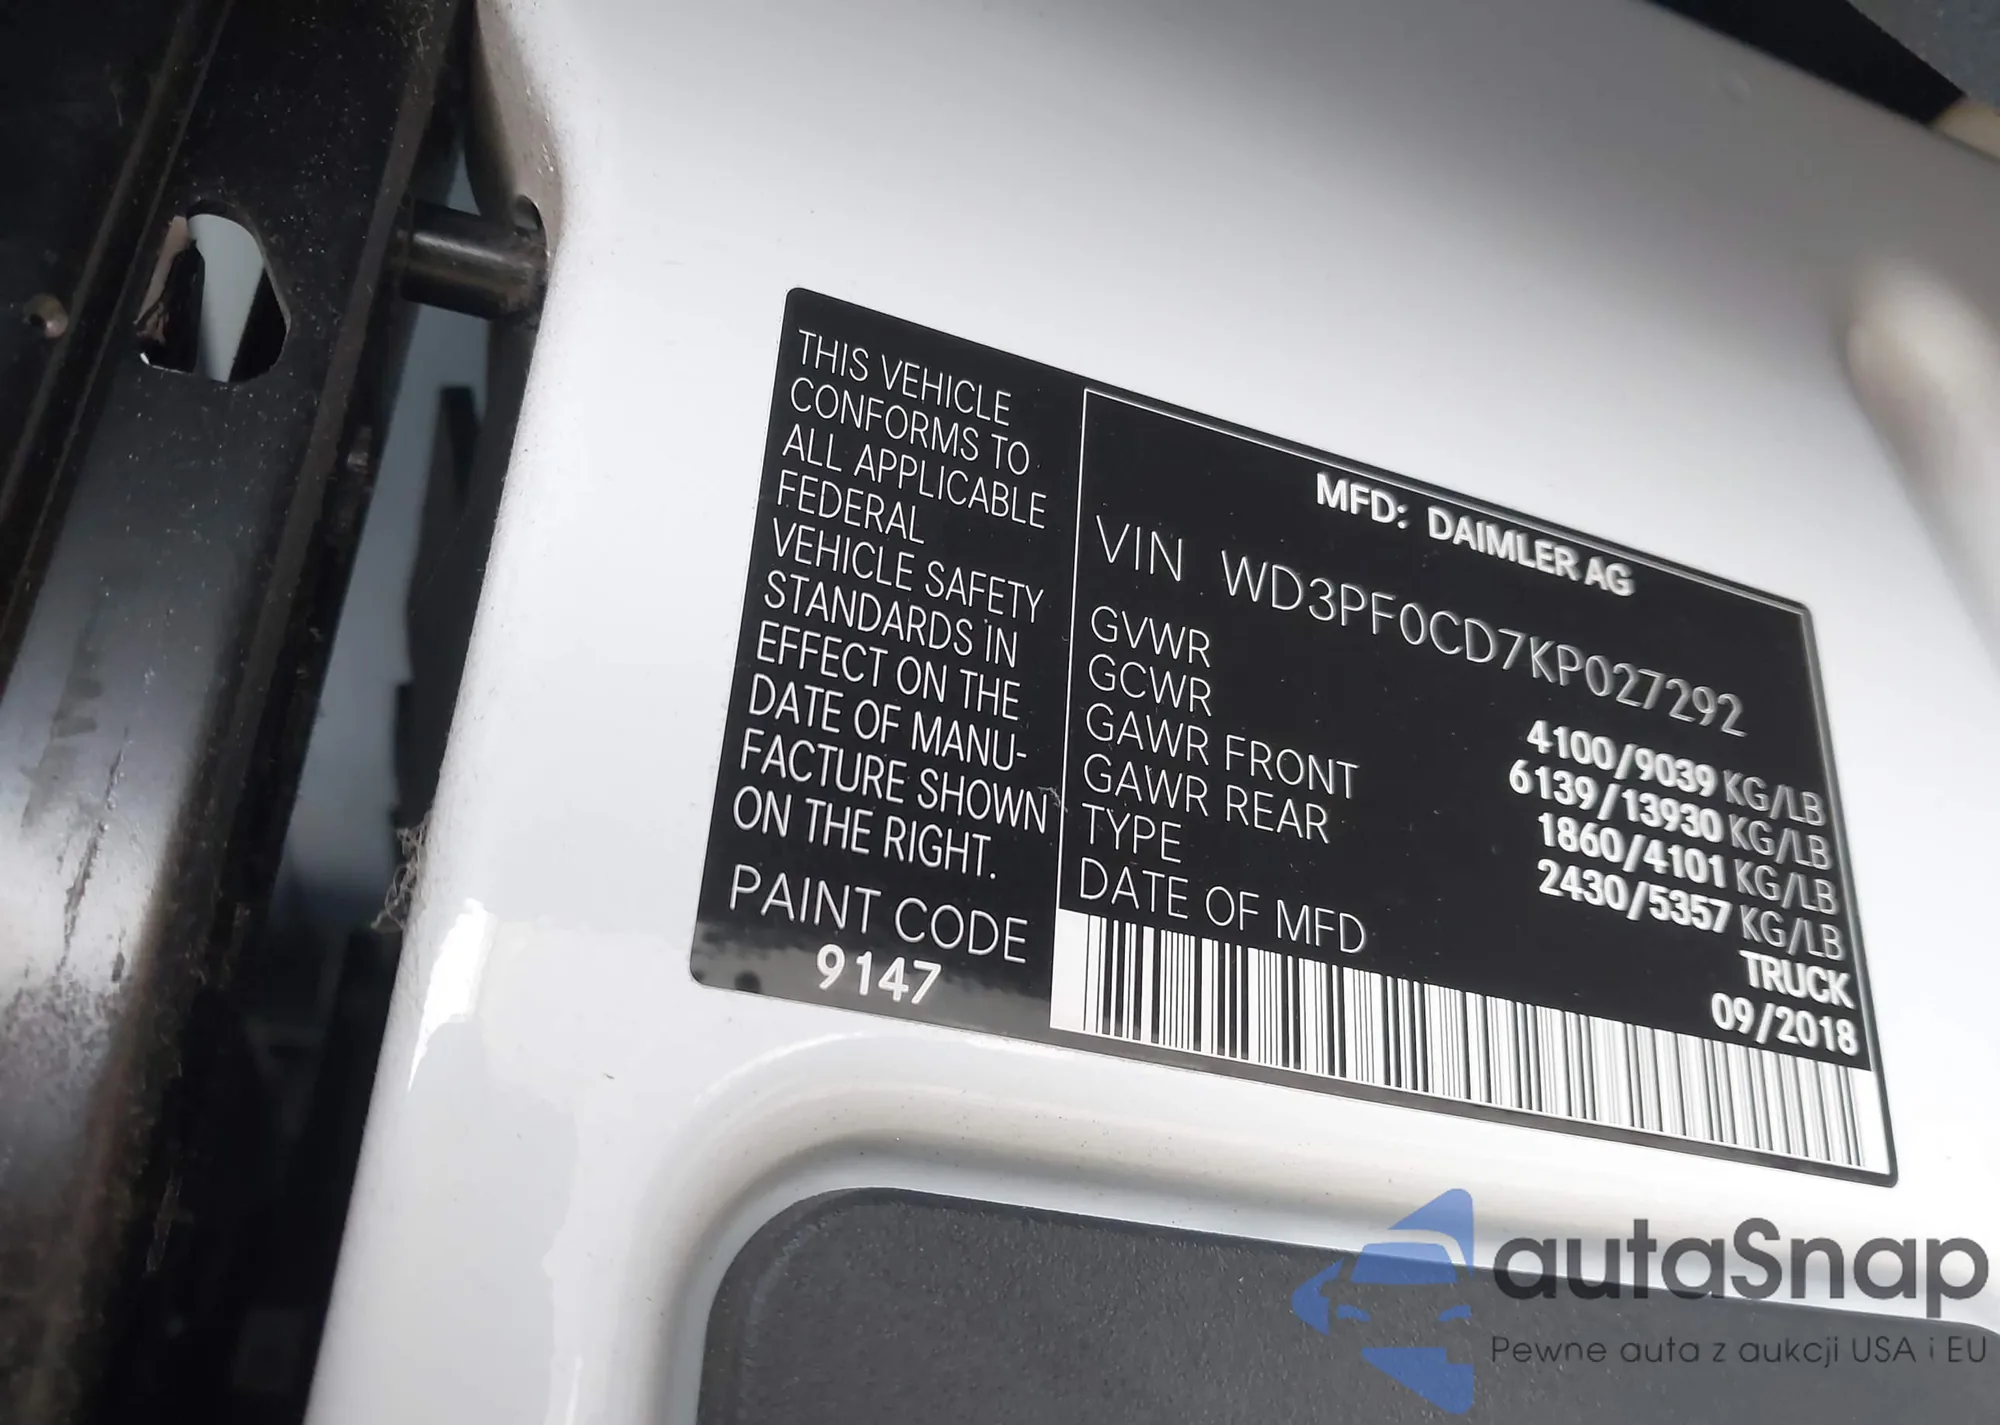 THIS VEHICLE
CONFORMS TO
ALL APPLICABLE
FEDERAL
VEHICLE SAFETY
STANDARDS IN
EFFECT ON THE
DATE OF MANU-
FACTURE SHOWN
ON THE RIGHT.
PAINT CODE
9147
MFD: DAIMLER AG
VIN WD3PF0CD7KP027292
GVWR 4100/9039 KG/LB
GCWR 6139/13930 KG/LB
GAWR FRONT 1860/4101 KG/LB
GAWR REAR 2430/5357 KG/LB
TYPE TRUCK
DATE OF MFD 09/2018
autaSnap
Pewne auta z aukcji USA i EU